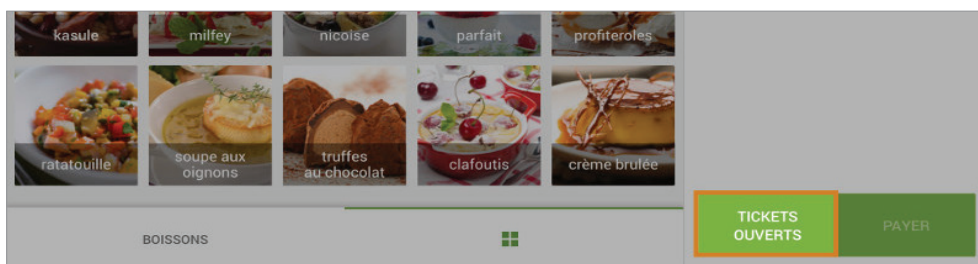 kasule
milfey
nicoise
parfait
profiteroles
ratatouille
soupe aux
oignons
truffes
au chocolat
clafoutis
crème brulée
BOISSONS
TICKETS
OUVERTS
PAYER